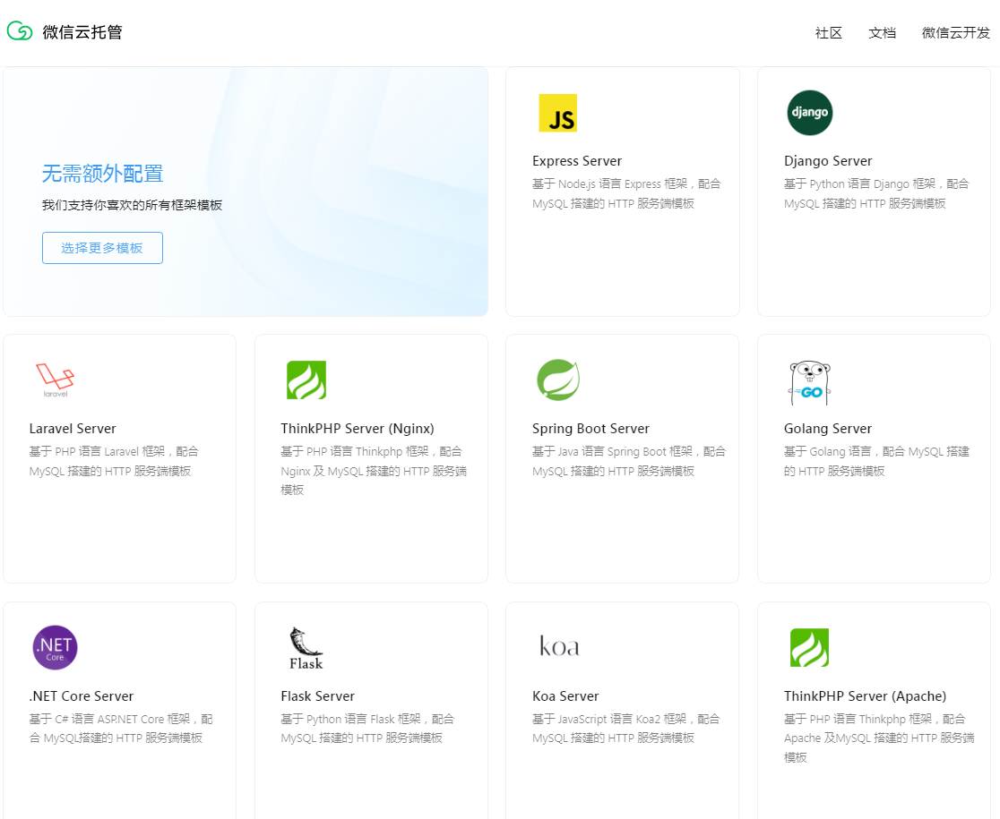 微信云托管
社区
文档
微信云开发
无需额外配置
我们支持你喜欢的所有框架模板
选择更多模板
JS
Express Server
基于 Node.js 语言 Express 框架，配合
MySQL 搭建的 HTTP 服务端模板
django
Django Server
基于 Python 语言 Django 框架，配合
MySQL 搭建的 HTTP 服务端模板
laravel
Laravel Server
基于 PHP 语言 Laravel 框架，配合
MySQL 搭建的 HTTP 服务端模板
ThinkPHP Server (Nginx)
基于 PHP 语言 Thinkphp 框架，配合
Nginx 及 MySQL 搭建的 HTTP 服务端
模板
Spring Boot Server
基于 Java 语言 Spring Boot 框架，配合
MySQL 搭建的 HTTP 服务端模板
GO
Golang Server
基于 Golang 语言，配合 MySQL 搭建
的 HTTP 服务端模板
.NET
Core
.NET Core Server
基于 C# 语言 ASP.NET Core 框架，配
合 MySQL搭建的 HTTP 服务端模板
Flask
Flask Server
基于 Python 语言 Flask 框架，配合
MySQL 搭建的 HTTP 服务端模板
koa
Koa Server
基于 JavaScript 语言 Koa2 框架，配合
MySQL 搭建的 HTTP 服务端模板
ThinkPHP Server (Apache)
基于 PHP 语言 Thinkphp 框架，配合
Apache 及MySQL 搭建的 HTTP 服务端
模板